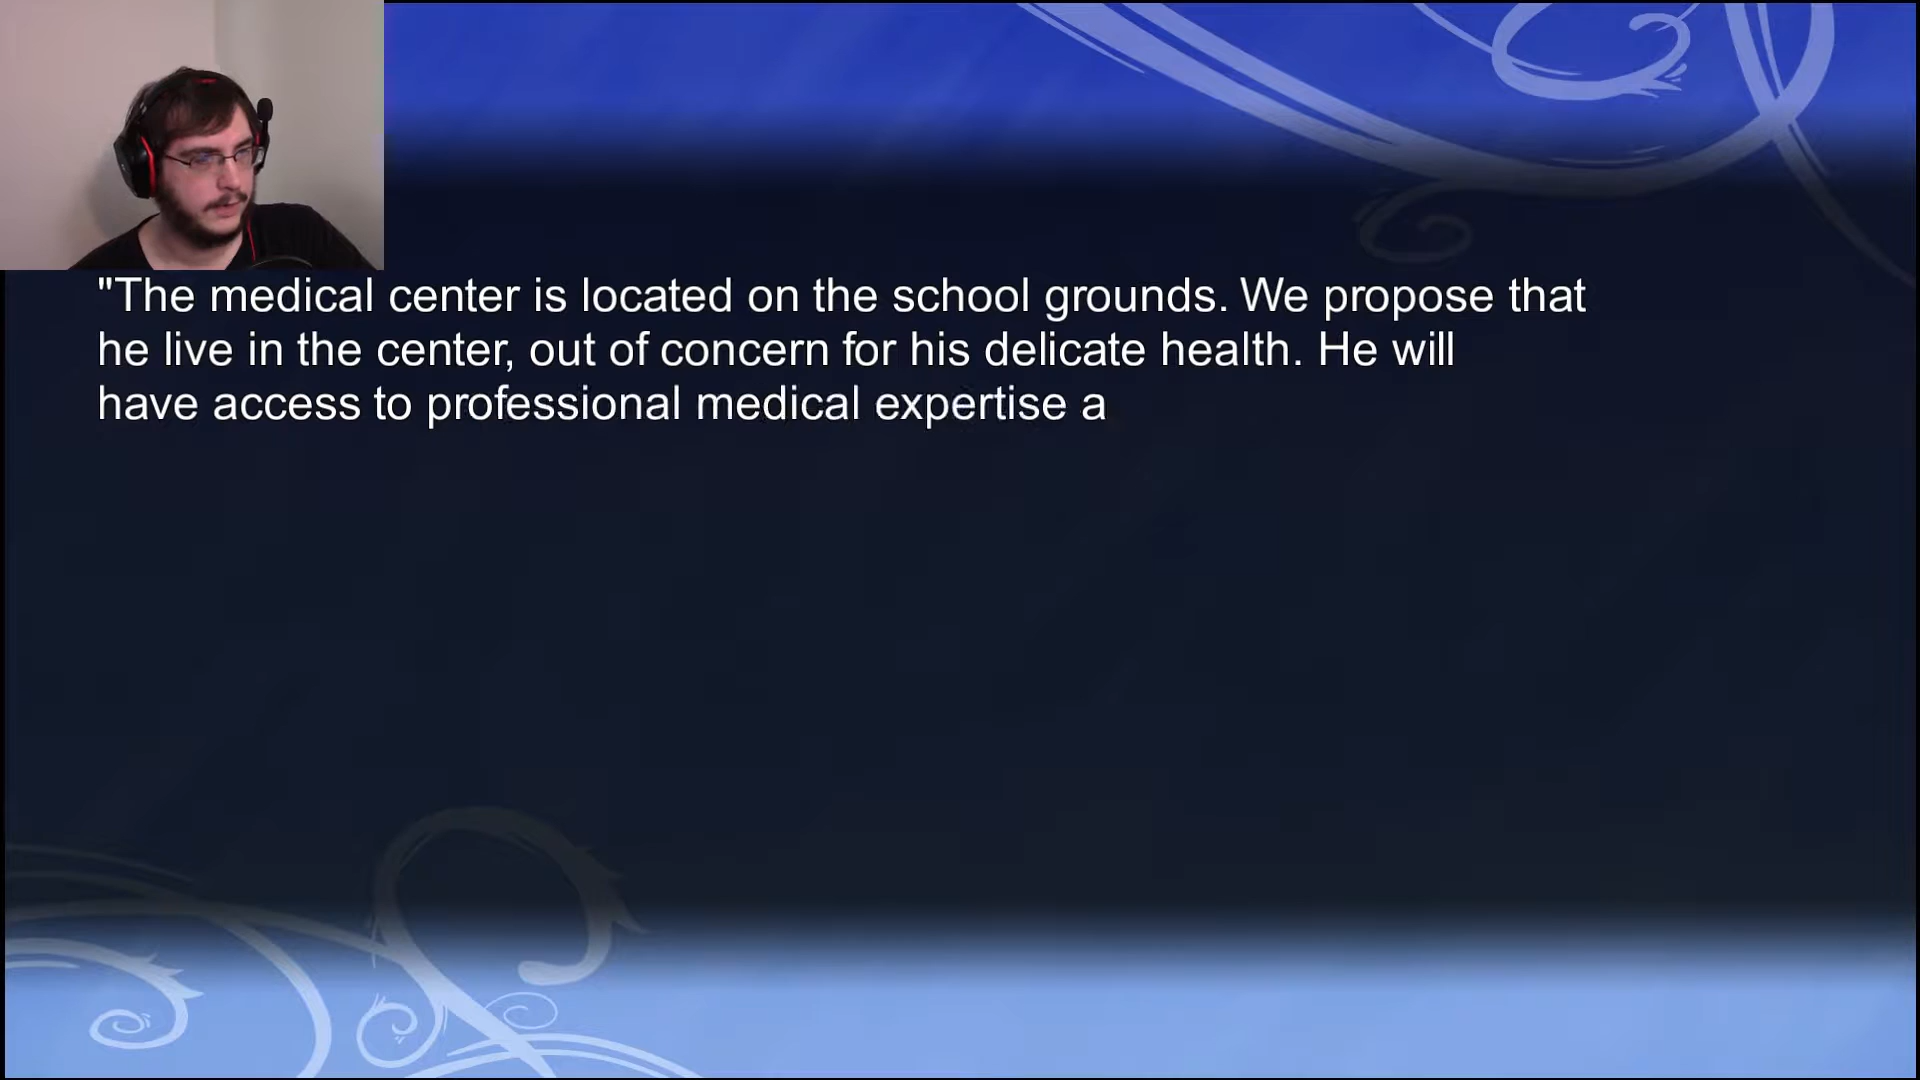 "The medical center is located on the school grounds. We propose that
he live in the center, out of concern for his delicate health. He will
have access to professional medical expertise a